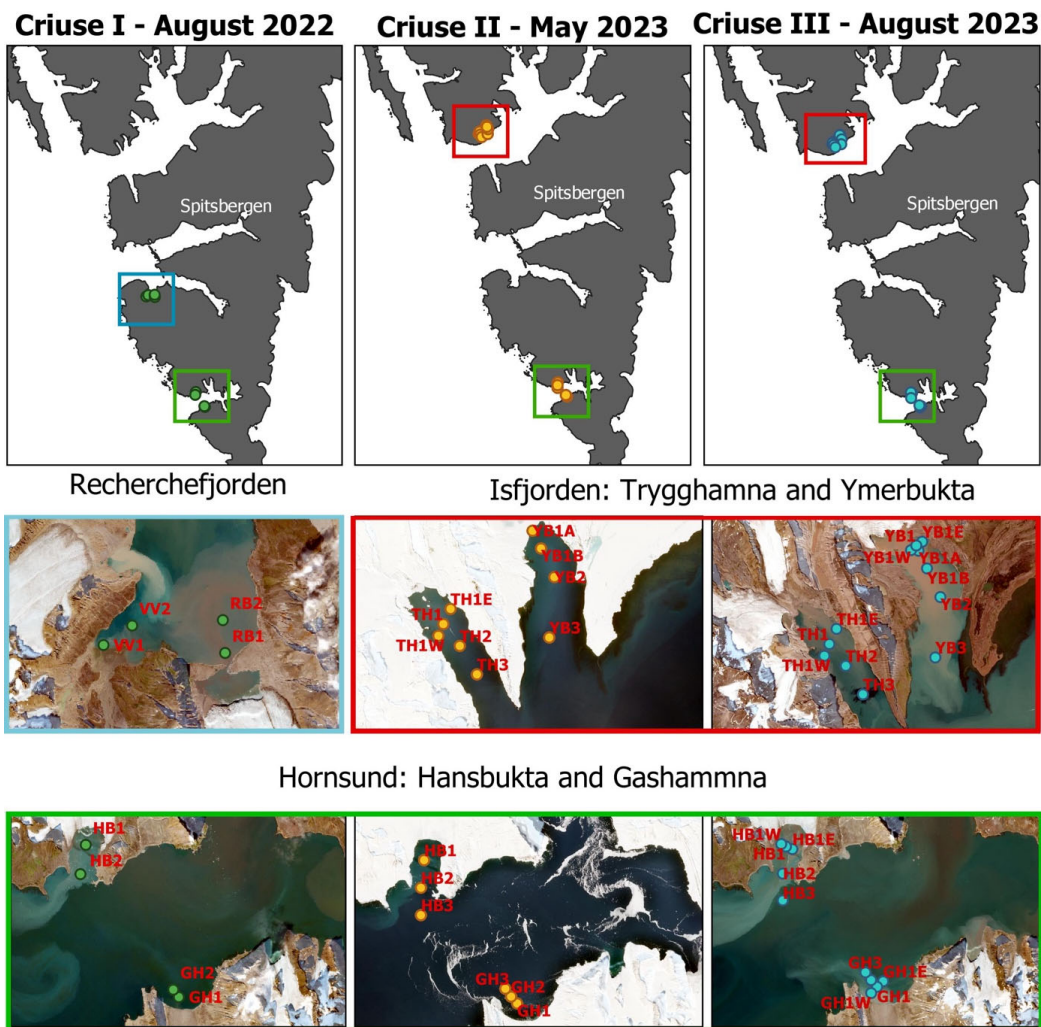 Criuse I - August 2022
Criuse II - May 2023
Criuse III - August 2023
Spitsbergen
Spitsbergen
Spitsbergen
Recherchefjorden
Isfjorden: Trygghamna and Ymerbukta
VV2
VV1
RB2
RB1
YB1A
YB1B
YB2
TH1E
TH1
TH1W
TH2
YB3
TH3
YB1
YB1E
YB1W
YB1A
YB1B
YB2
TH1E
TH1
TH1W
TH2
YB3
TH3
Hornsund: Hansbukta and Gashammna
HB1
HB2
GH2
GH1
HB1
HB2
HB3
GH3
GH2
GH1
HB1W
HB1E
HB1
HB2
HB3
GH3
GH1E
GH1W
GH1